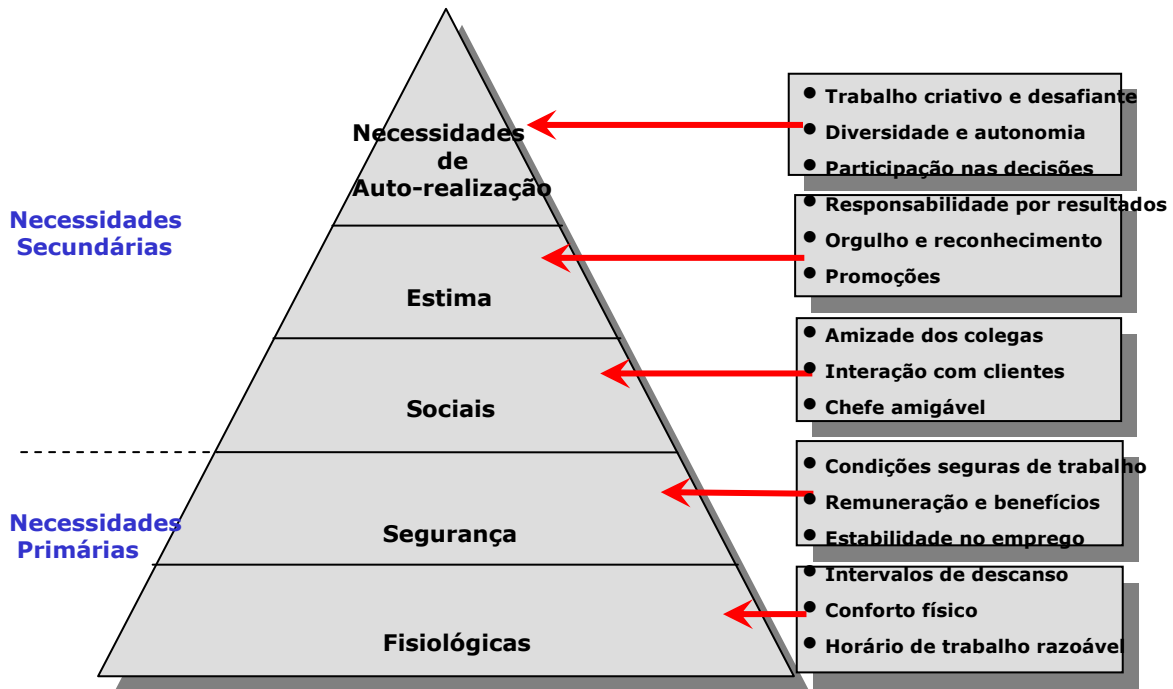 Necessidades
de
Auto-realização
Estima
Sociais
Segurança
Fisiológicas
Necessidades
Secundárias
Necessidades
Primárias
• Trabalho criativo e desafiante
• Diversidade e autonomia
• Participação nas decisões
• Responsabilidade por resultados
• Orgulho e reconhecimento
• Promoções
• Amizade dos colegas
• Interação com clientes
• Chefe amigável
• Condições seguras de trabalho
• Remuneração e benefícios
• Estabilidade no emprego
• Intervalos de descanso
• Conforto físico
• Horário de trabalho razoável